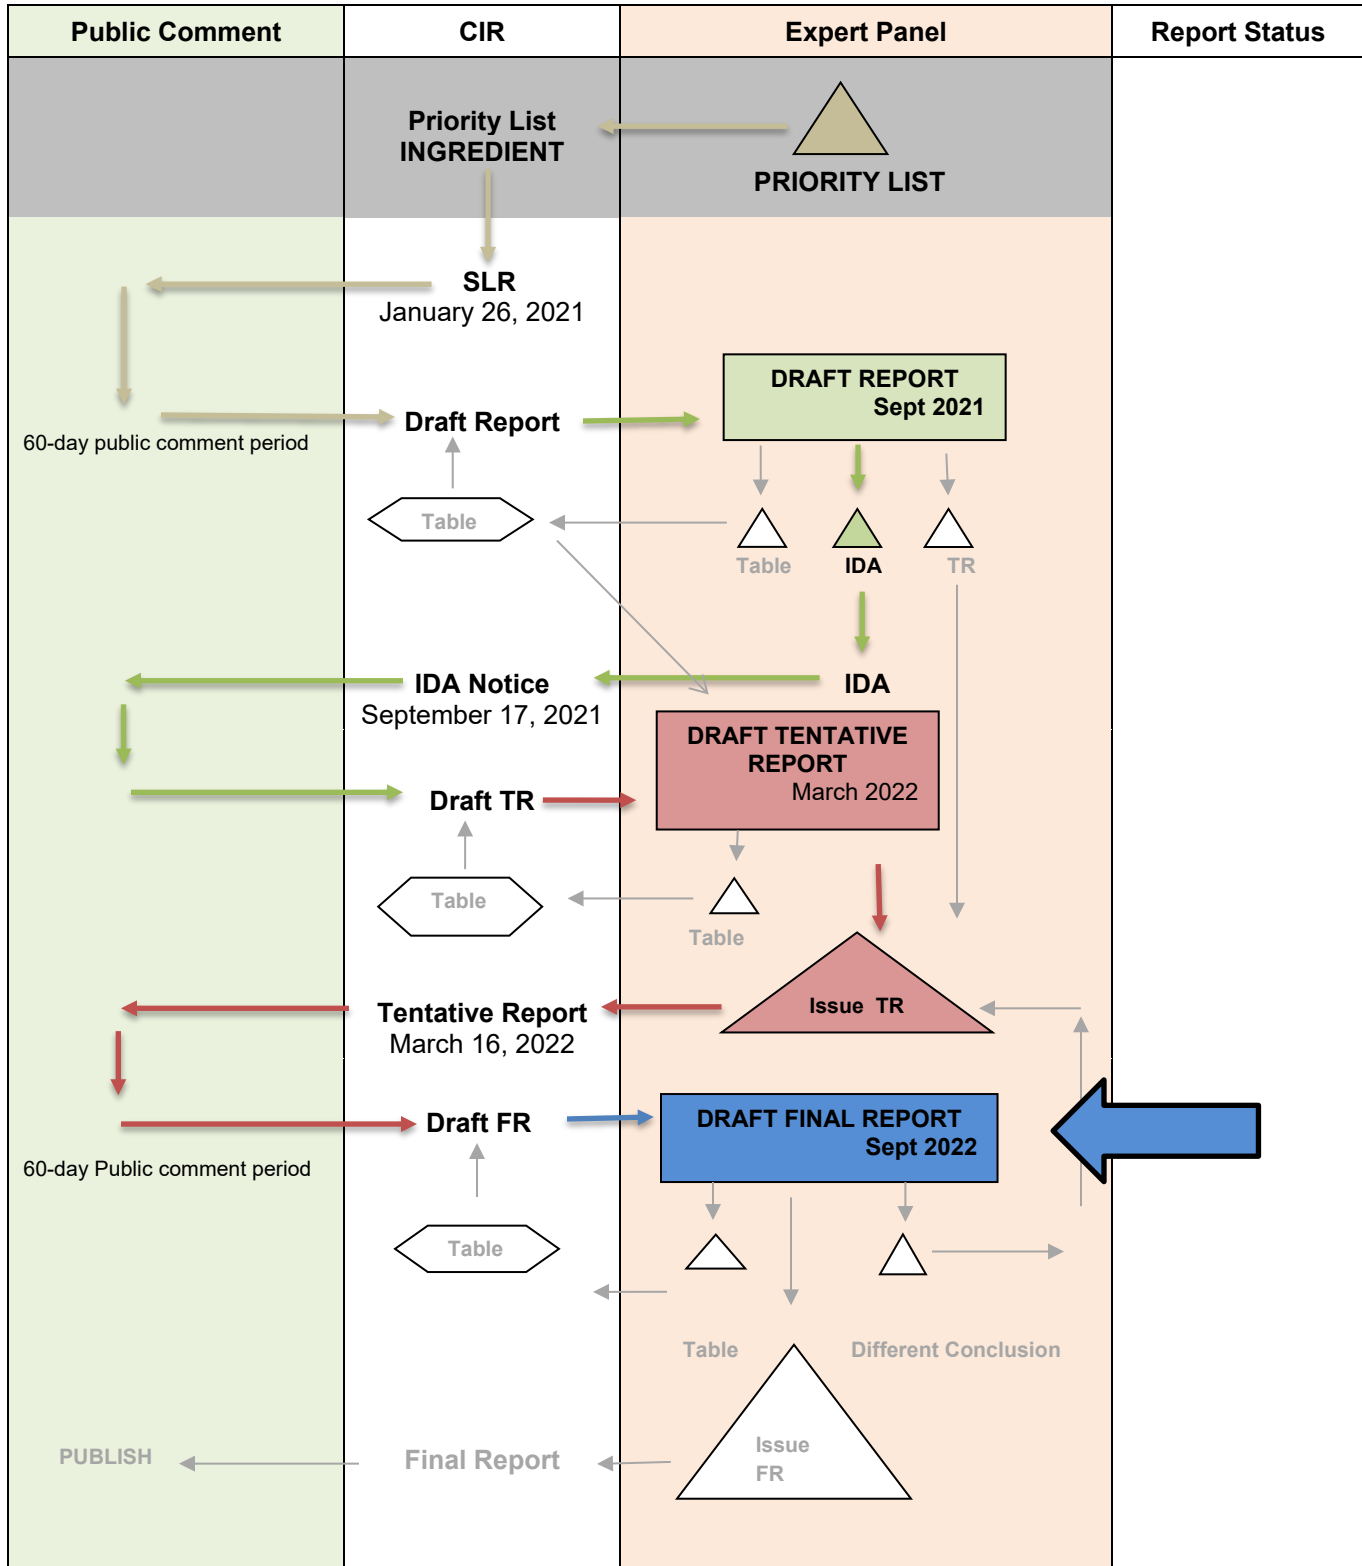 Public Comment
CIR
Expert Panel
Report Status
Priority List
INGREDIENT
PRIORITY LIST
SLR
January 26, 2021
DRAFT REPORT
Sept 2021
60-day public comment period
Draft Report
Table
Table
IDA
TR
IDA Notice
September 17, 2021
IDA
DRAFT TENTATIVE
REPORT
March 2022
Draft TR
Table
Table
Issue TR
Tentative Report
March 16, 2022
Draft FR
DRAFT FINAL REPORT
Sept 2022
60-day Public comment period
Table
Table
Different Conclusion
PUBLISH
Final Report
Issue
FR